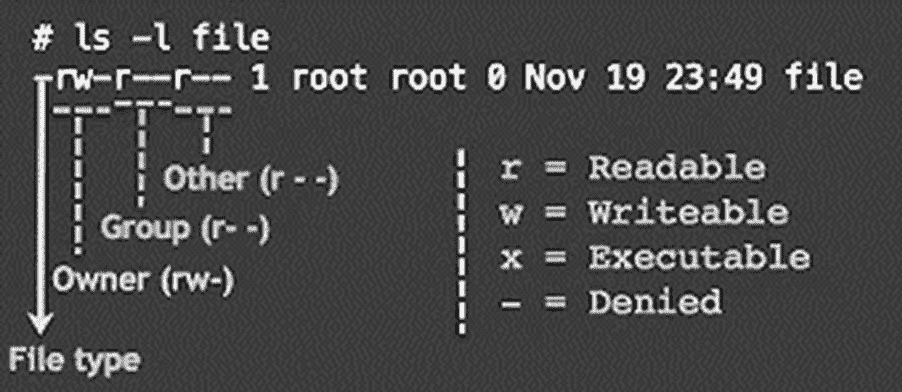 # ls -l file
-rw-r--r-- 1 root root 0 Nov 19 23:49 file
Other (r - -)
Group (r- -)
Owner (rw-)
File type
r = Readable
w = Writeable
x = Executable
- = Denied